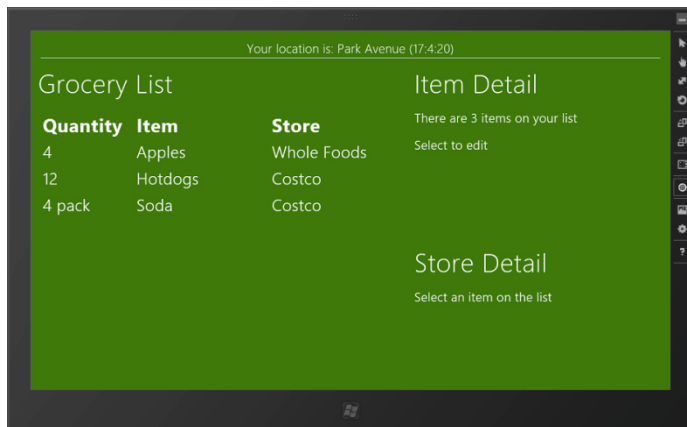 Your location is: Park Avenue (17:4:20)
Grocery List
Quantity Item Store
4 Apples Whole Foods
12 Hotdogs Costco
4 pack Soda Costco
Item Detail
There are 3 items on your list
Select to edit
Store Detail
Select an item on the list
?